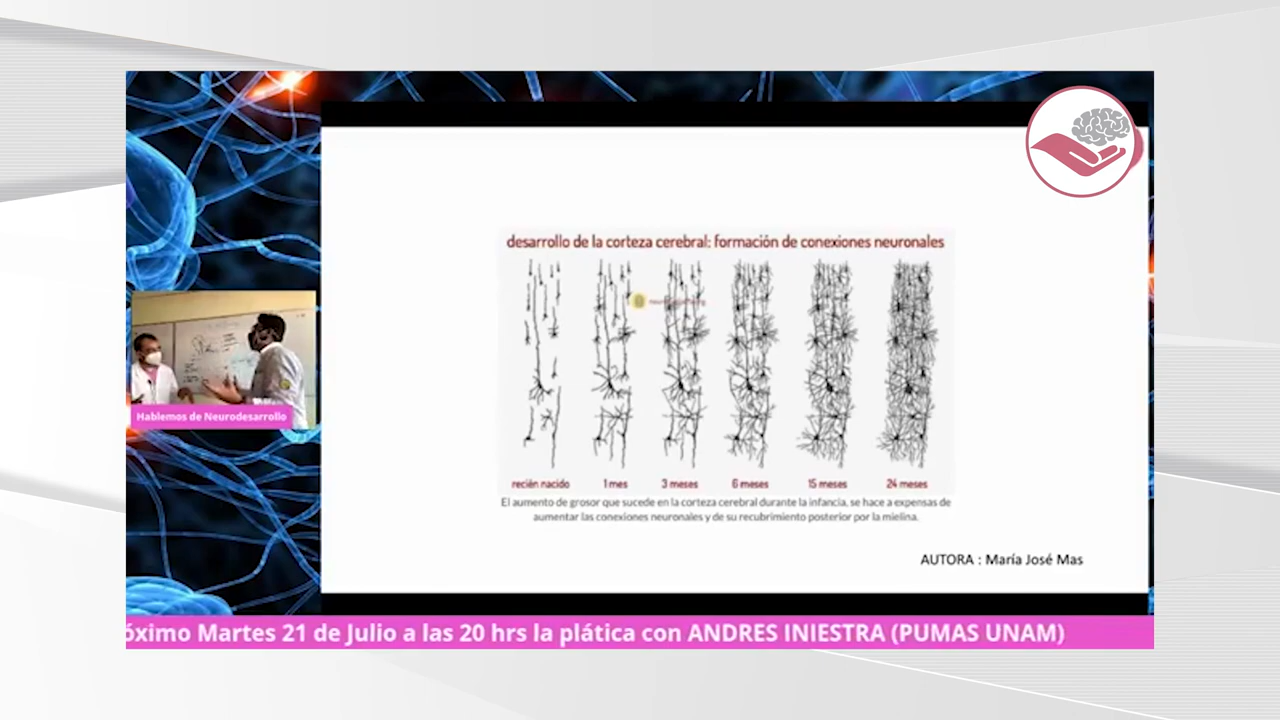 desarrollo de la corteza cerebral: formación de conexiones neuronales
recién nacido 1 mes 3 meses 6 meses 15 meses 24 meses
El aumento de grosor que sucede en la corteza cerebral durante la infancia, se hace a expensas de
aumentar las conexiones neuronales y de su recubrimiento posterior por la mielina.
AUTORA : María José Mas
Hablemos de Neurodesarrollo
óximo Martes 21 de Julio a las 20 hrs la plática con ANDRES INIESTRA (PUMAS UNAM)